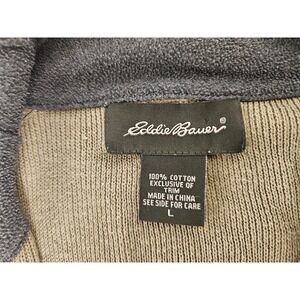 Eddie Bauer®
100% COTTON
EXCLUSIVE OF
TRIM
MADE IN CHINA
SEE SIDE FOR CARE
L